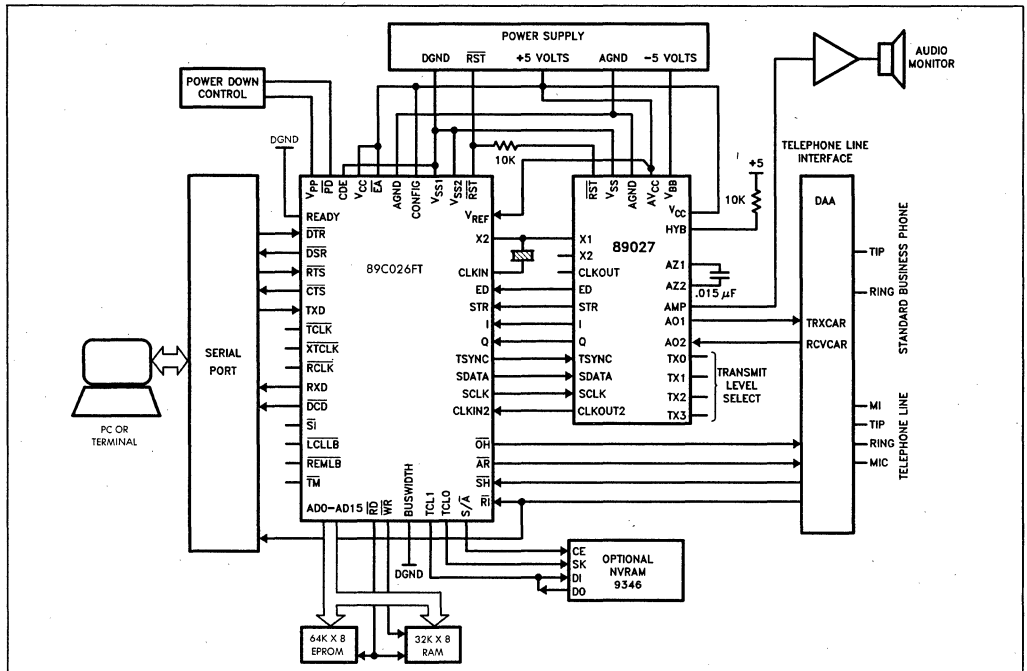 POWER SUPPLY
DGND RST +5 VOLTS AGND -5 VOLTS
AUDIO
MONITOR
POWER DOWN
CONTROL
DGND
10K
+5
10K
TELEPHONE LINE
INTERFACE
VPP
PD
CDE
VCC
EA
AGND
CONFIG
VSS1
VSS2
RST
READY
DTR
DSR
RTS
CTS
TXD
TCLK
XTCLK
RCLK
RXD
DCD
SI
LCLLB
REMLB
TM
89C026FT
VREF
X2
CLKIN
ED
STR
I
Q
TSYNC
SDATA
SCLK
CLKIN2
OH
AR
SH
RI
AD0-AD15
RD
WR
BUSWIDTH
TCL1
TCL0
S/A
RST
VSS
AGND
AVCC
VBB
89027
X1
X2
CLKOUT
ED
STR
I
Q
TSYNC
SDATA
SCLK
CLKOUT2
VCC
HYB
AZ1
AZ2
AMP
AO1
AO2
TX0
TX1
TX2
TX3
.015 µF
TRANSMIT
LEVEL
SELECT
DAA
TRXCAR
RCVCAR
TIP
RING
STANDARD BUSINESS PHONE
MI
TIP
RING
MIC
TELEPHONE LINE
SERIAL
PORT
PC OR
TERMINAL
DGND
CE
SK
DI
DO
OPTIONAL
NVRAM
9346
64K X 8
EPROM
32K X 8
RAM